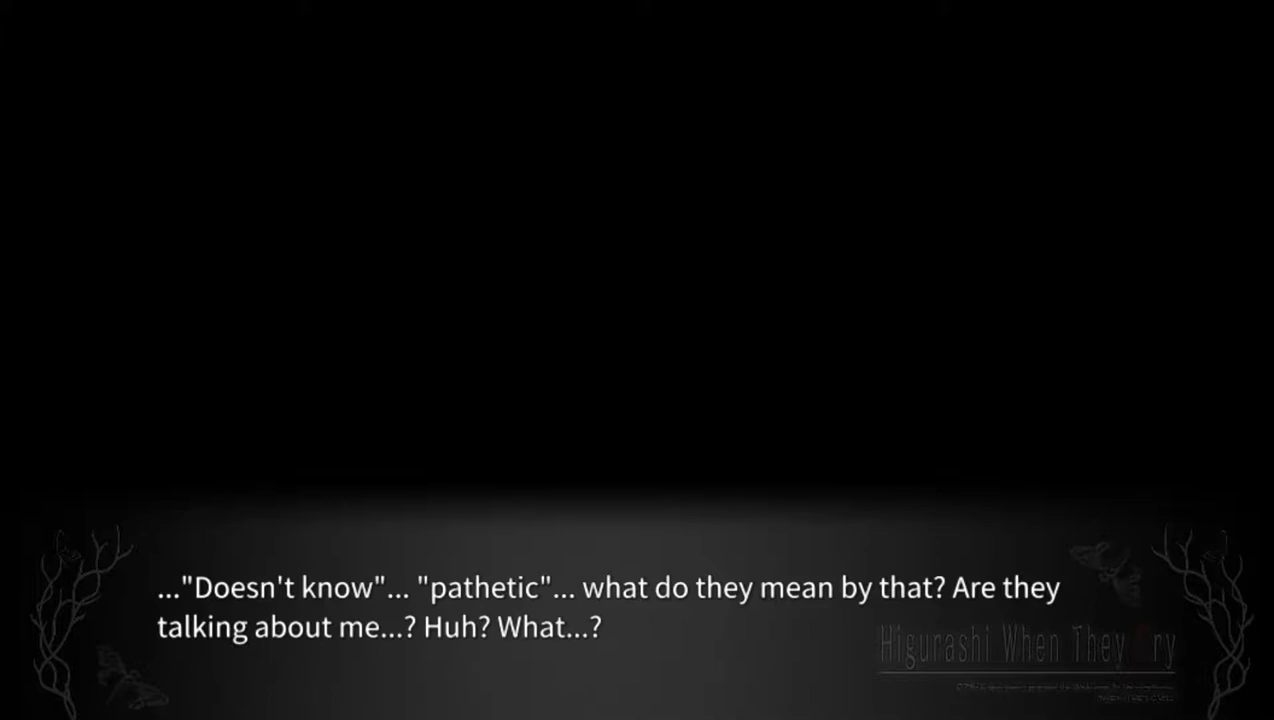 ..."Doesn't know"... "pathetic"... what do they mean by that? Are they
talking about me...? Huh? What...?
Higurashi When They Cry